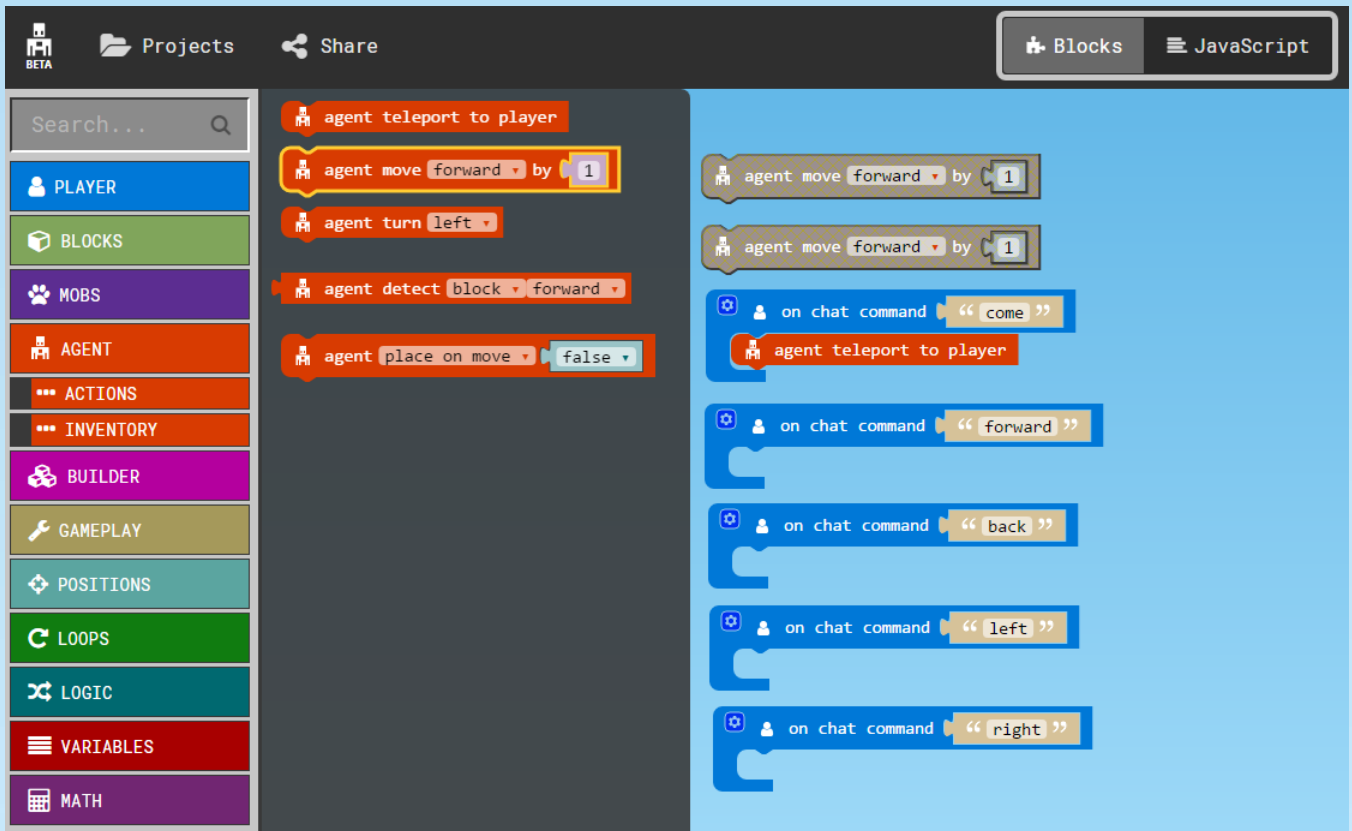 BETA
Projects
Share
Blocks
JavaScript
Search...
PLAYER
BLOCKS
MOBS
AGENT
ACTIONS
INVENTORY
BUILDER
GAMEPLAY
POSITIONS
LOOPS
LOGIC
VARIABLES
MATH
agent teleport to player
agent move forward by 1
agent turn left
agent detect block forward
agent place on move false
agent move forward by 1
agent move forward by 1
on chat command “ come ”
agent teleport to player
on chat command “ forward ”
on chat command “ back ”
on chat command “ left ”
on chat command “ right ”